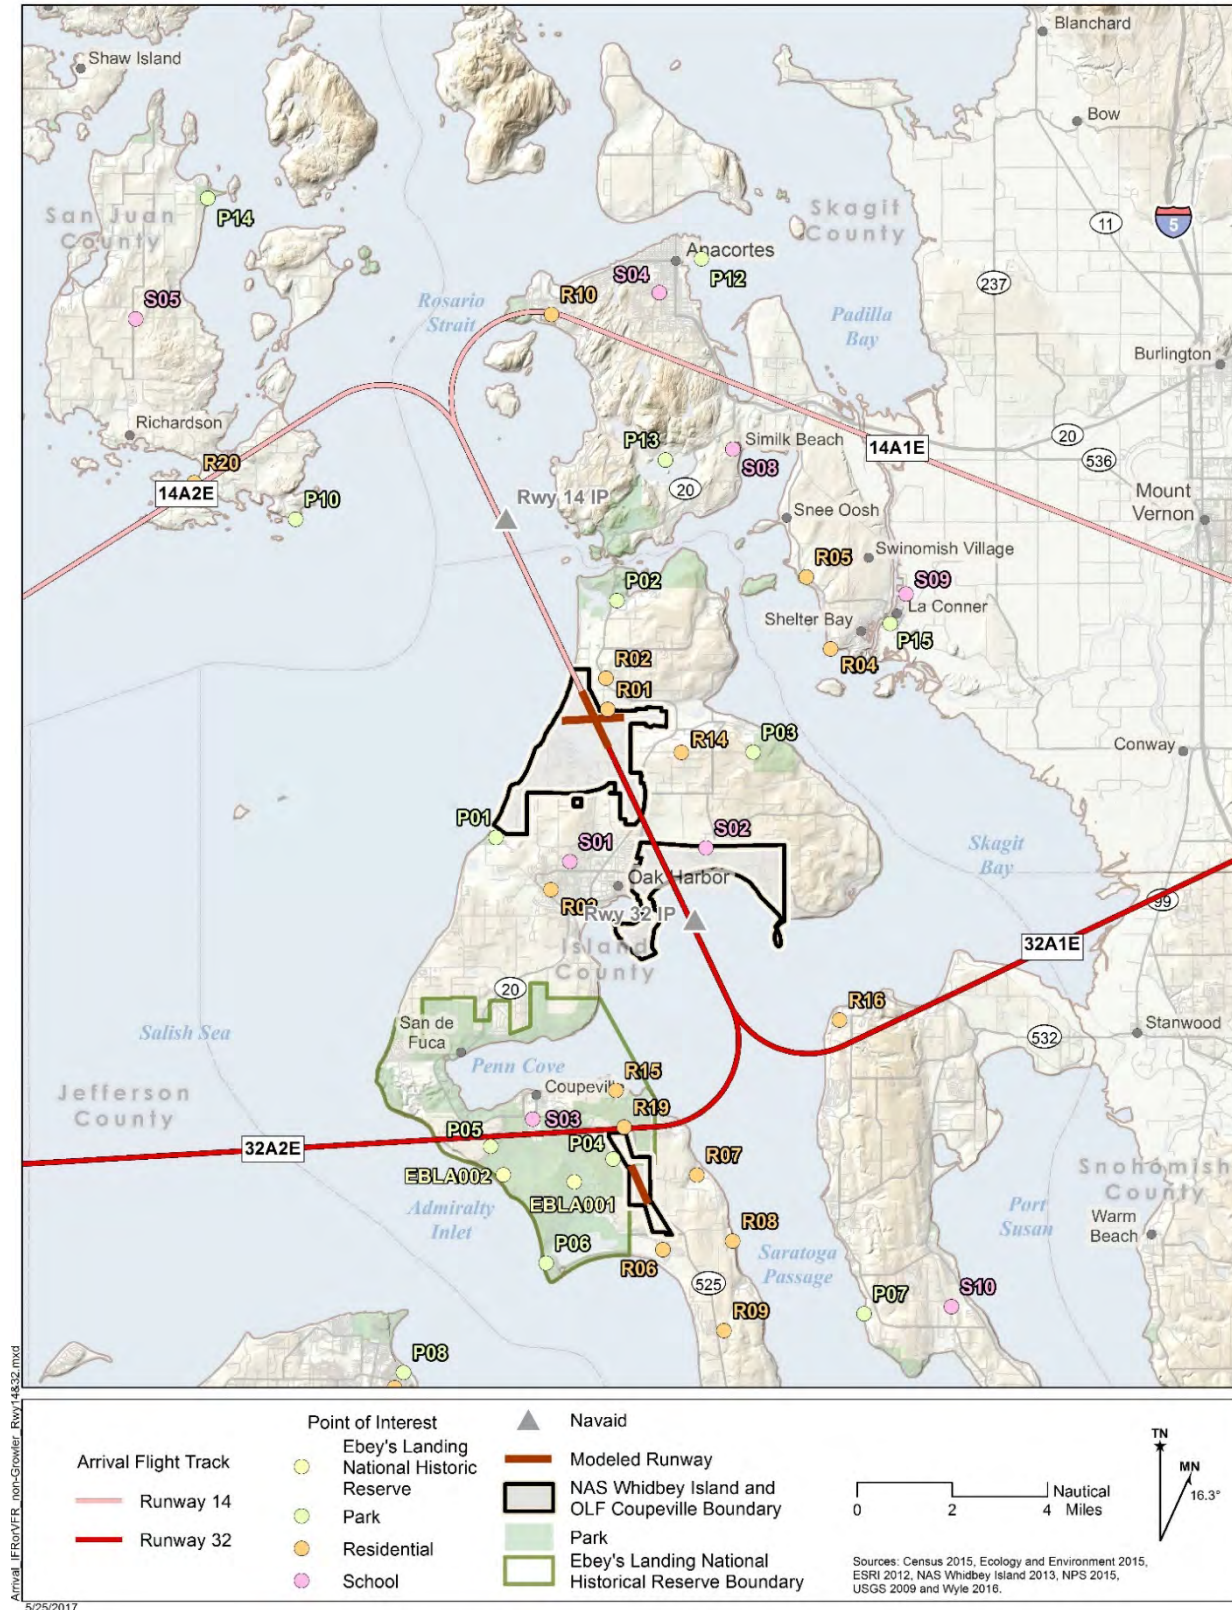 Blanchard
Shaw Island
Bow
San Juan
County
P14
Skagit
County
11
5
Anacortes
S04
P12
237
S05
Rosario
Strait
R10
Padilla
Bay
Burlington
Richardson
P13
Similk Beach
S08
14A1E
20
536
R20
14A2E
P10
Rwy 14 IP
20
Mount
Vernon
Snee Oosh
Swinomish Village
R05
P02
S09
La Conner
Shelter Bay
P15
R04
R02
R01
R14
P03
Conway
P01
S01
S02
Skagit
Bay
Oak Harbor
Rwy 32 IP
99
Island
County
32A1E
20
R16
San de
Fuca
Stanwood
Salish Sea
532
Penn Cove
R15
Coupeville
Jefferson
County
R19
S03
P05
P04
32A2E
EBLA002
R07
EBLA001
Snohomish
County
Admiralty
Inlet
Port
Susan
R08
Warm
Beach
P06
R06
Saratoga
Passage
525
P07
S10
R09
P08
Arrival_IFRorVFR_non-Growler_Rwy14&32.mxd
5/25/2017
Arrival Flight Track
Runway 14
Runway 32
Point of Interest
Ebey's Landing
National Historic
Reserve
Park
Residential
School
Navaid
Modeled Runway
NAS Whidbey Island and
OLF Coupeville Boundary
Park
Ebey's Landing National
Historical Reserve Boundary
Nautical
0 2 4 Miles
TN
MN
16.3°
Sources: Census 2015, Ecology and Environment 2015,
ESRI 2012, NAS Whidbey Island 2013, NPS 2015,
USGS 2009 and Wyle 2016.